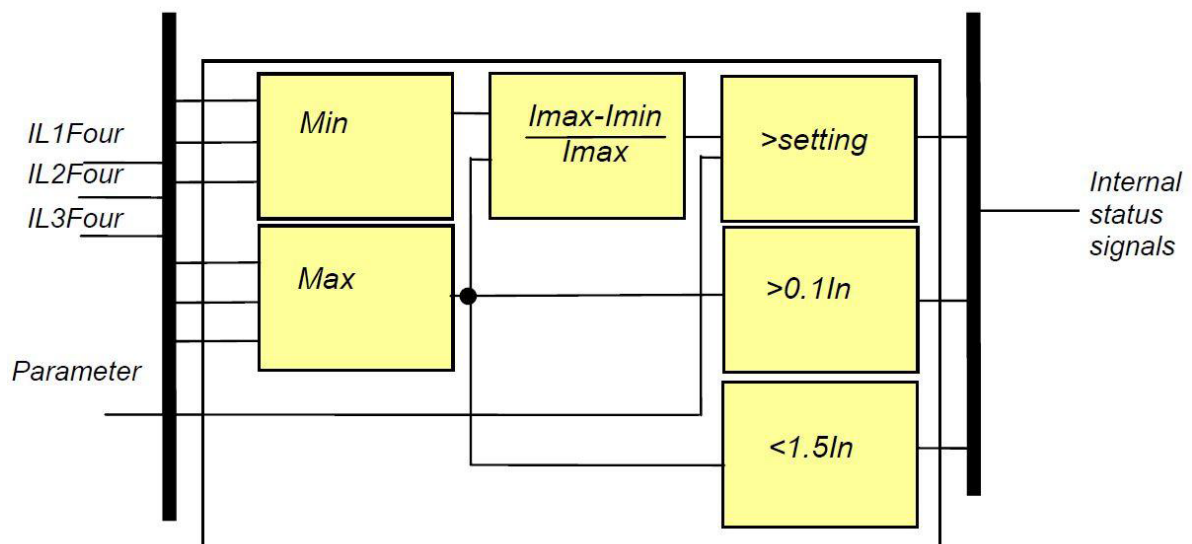 IL1Four
IL2Four
IL3Four
Parameter
Min
Max
Imax-Imin
Imax
>setting
>0.1In
<1.5In
Internal
status
signals